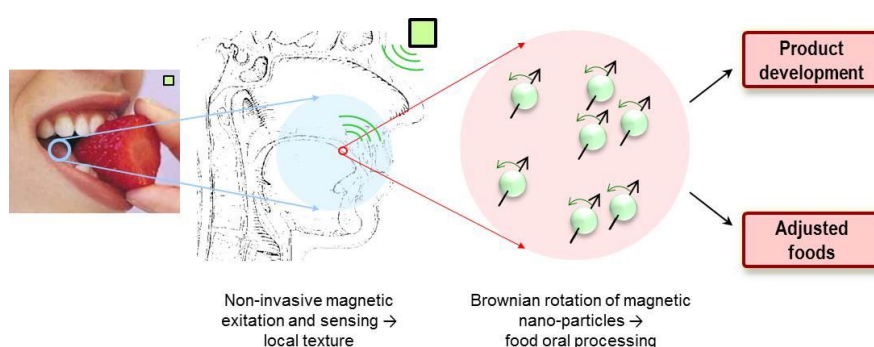 Product
development
Adjusted
foods
Non-invasive magnetic
exitation and sensing →
local texture
Brownian rotation of magnetic
nano-particles →
food oral processing